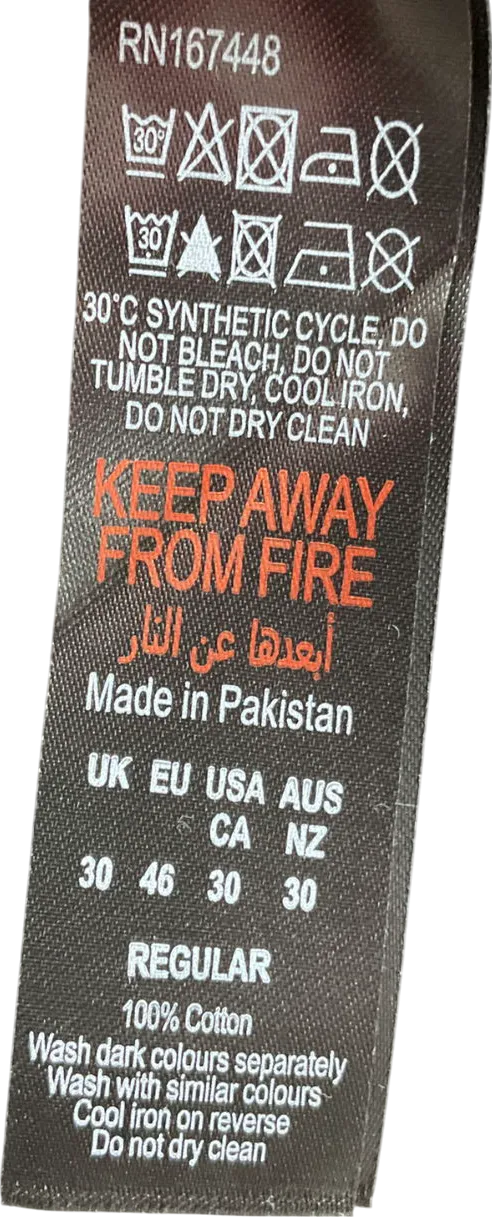 RN167448
30°
30
30°C SYNTHETIC CYCLE, DO
NOT BLEACH, DO NOT
TUMBLE DRY, COOL IRON,
DO NOT DRY CLEAN
KEEP AWAY
FROM FIRE
أبعدها عن النار
Made in Pakistan
UK EU USA AUS
CA NZ
30 46 30 30
REGULAR
100% Cotton
Wash dark colours separately
Wash with similar colours
Cool iron on reverse
Do not dry clean